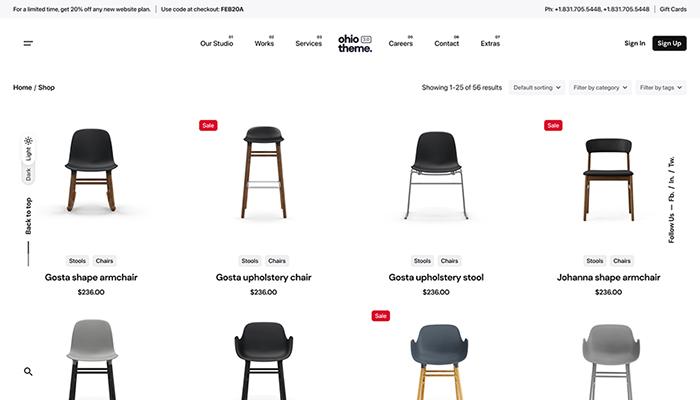 For a limited time, get 20% off any new website plan. Use code at checkout: FEB20A Ph: +1.831.705.5448, +1.831.705.5448 Gift Cards
01 02 03 05 06 07
Our Studio Works Services ohio theme. 3.0 Careers Contact Extras Sign In Sign Up
Home / Shop Showing 1-25 of 56 results Default sorting Filter by category Filter by tags
Sale Sale
Dark Light
Back to top
Follow Us — Fb. / In. / Tw.
Stools Chairs Stools Chairs Stools Chairs Stools Chairs
Gosta shape armchair Gosta upholstery chair Gosta upholstery stool Johanna shape armchair
$236.00 $236.00 $236.00 $236.00
Sale